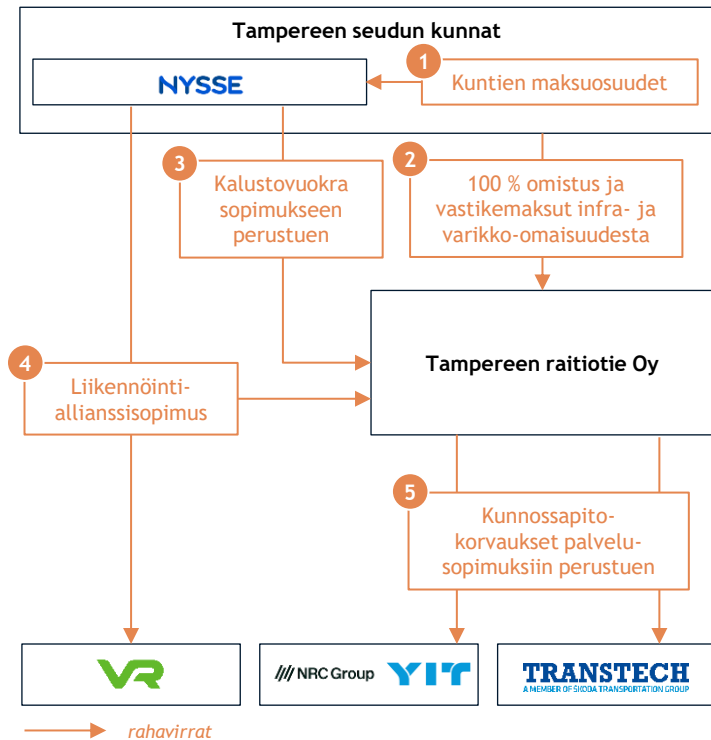 Tampereen seudun kunnat
1
NYSSE
Kuntien maksuosuudet
3
Kalustovuokra
sopimukseen
perustuen
2
100 % omistus ja
vastikemaksut infra- ja
varikko-omaisuudesta
Tampereen raitiotie Oy
4
Liikennöinti-
allianssisopimus
5
Kunnossapito-
korvaukset palvelu-
sopimuksiin perustuen
VR
NRC Group
YIT
TRANSTECH
A MEMBER OF ŠKODA TRANSPORTATION GROUP
rahavirrat